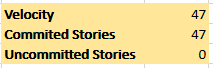 Velocity 47
Commited Stories 47
Uncommitted Stories 0